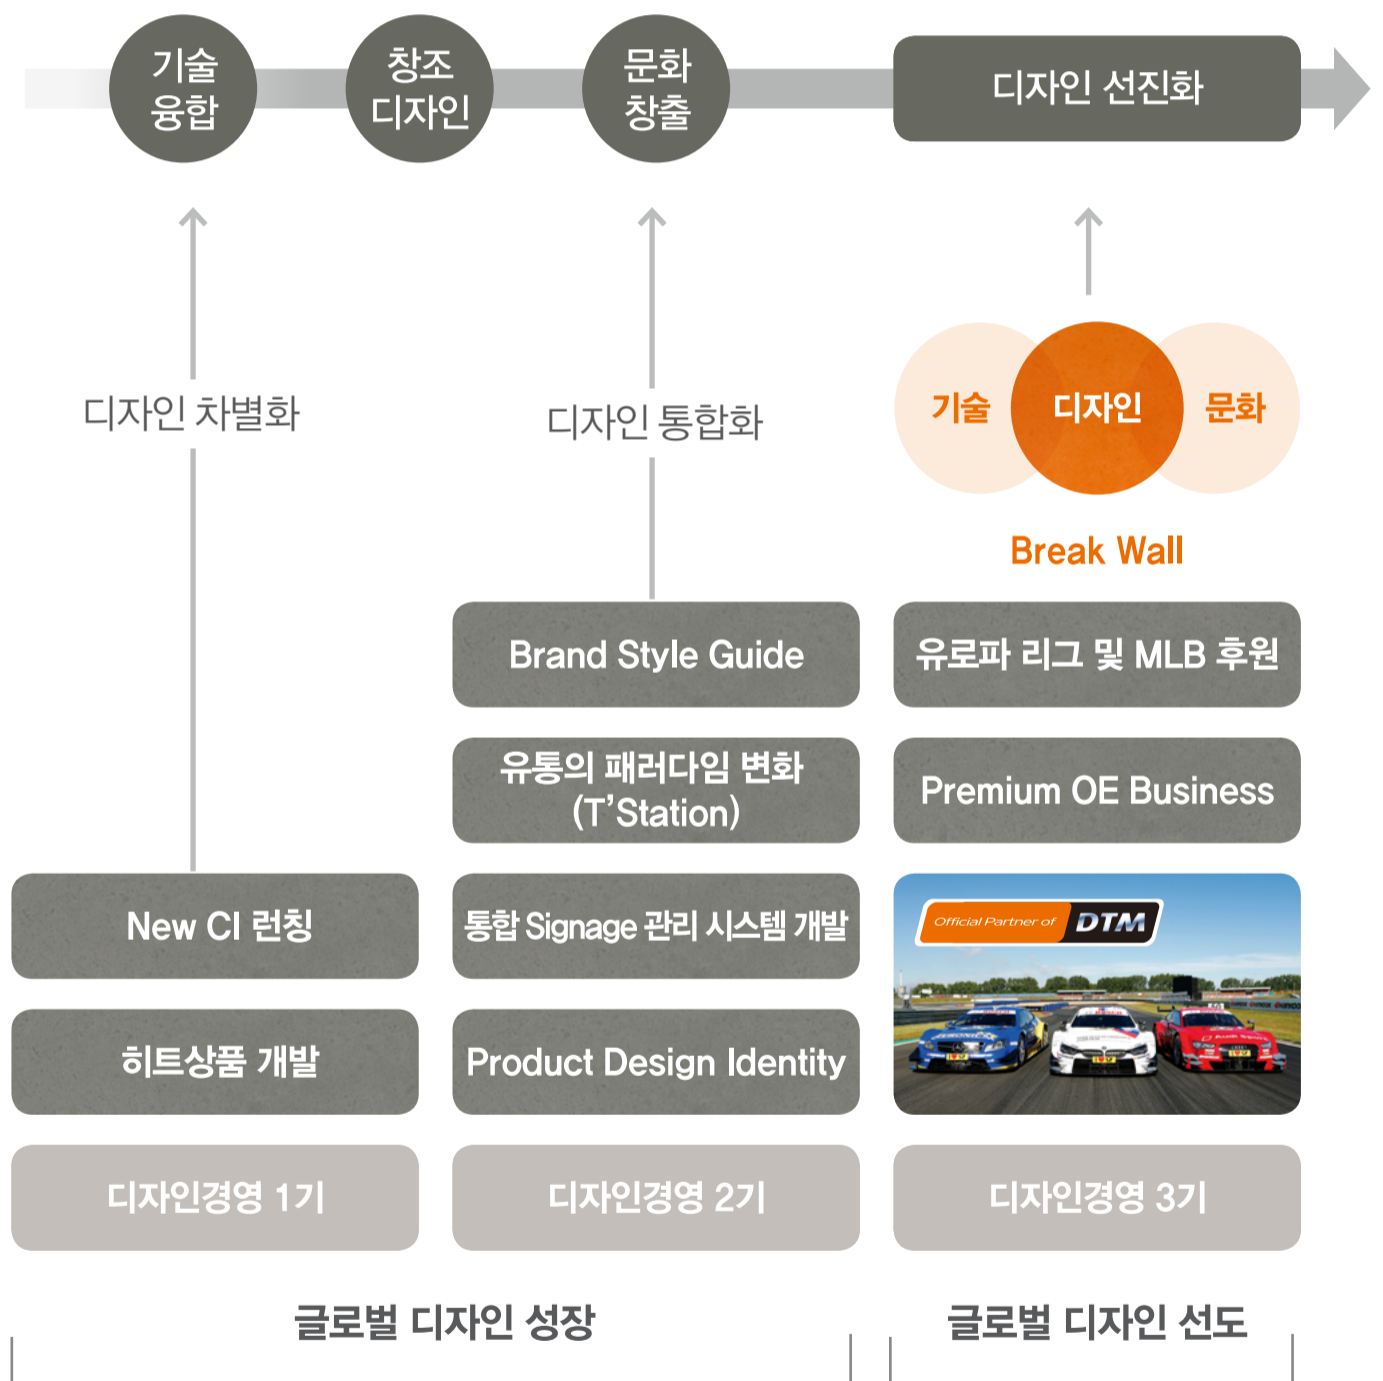 기술
융합
창조
디자인
문화
창출
디자인 선진화
디자인 차별화
디자인 통합화
기술
디자인
문화
Break Wall
Brand Style Guide
유로파 리그 및 MLB 후원
유통의 패러다임 변화
(T’Station)
Premium OE Business
New CI 런칭
통합 Signage 관리 시스템 개발
Official Partner of DTM
히트상품 개발
Product Design Identity
디자인경영 1기
디자인경영 2기
디자인경영 3기
글로벌 디자인 성장
글로벌 디자인 선도